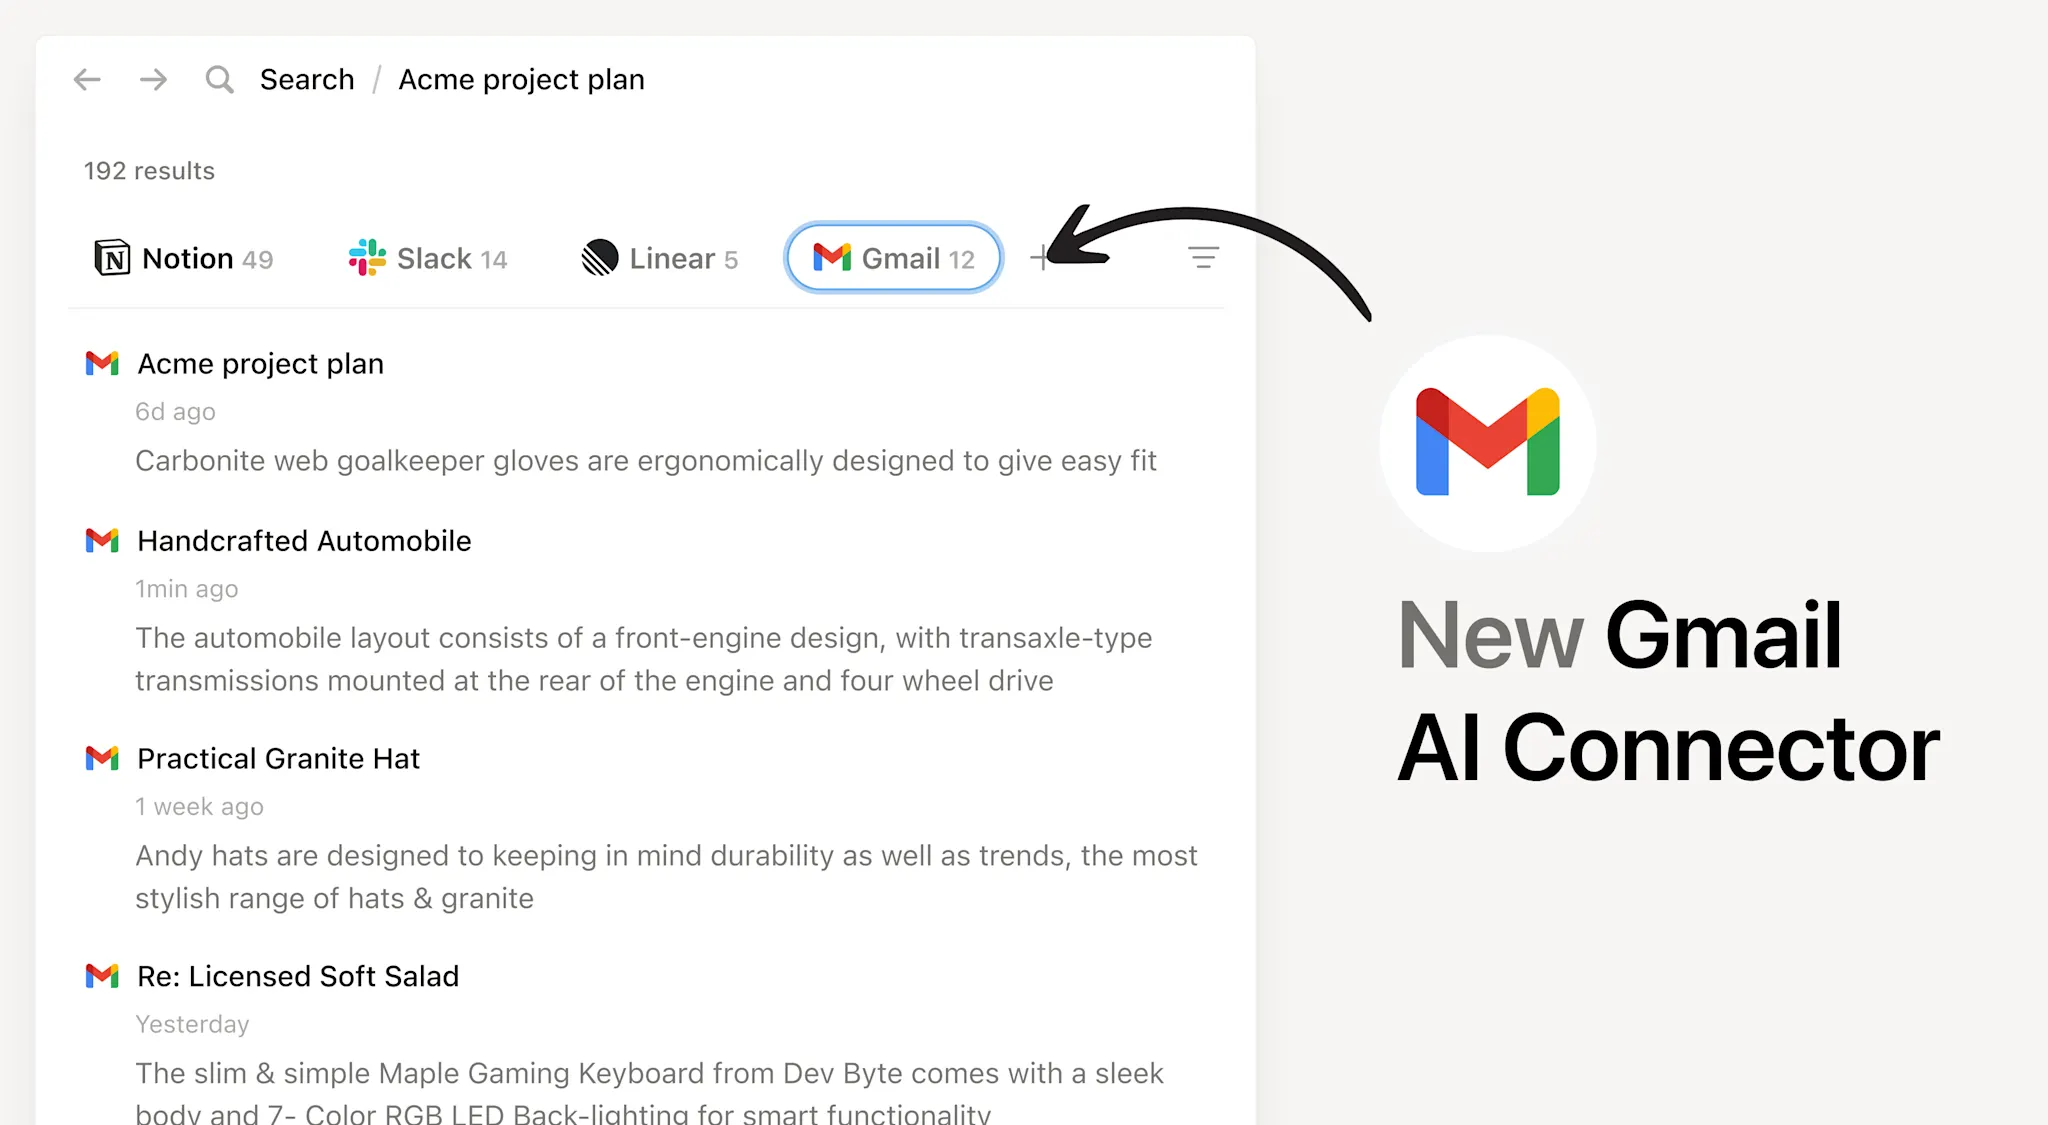 Search / Acme project plan
192 results
Notion 49 Slack 14 Linear 5 Gmail 12 +
Acme project plan
6d ago
Carbonite web goalkeeper gloves are ergonomically designed to give easy fit
Handcrafted Automobile
1min ago
The automobile layout consists of a front-engine design, with transaxle-type
transmissions mounted at the rear of the engine and four wheel drive
Practical Granite Hat
1 week ago
Andy hats are designed to keeping in mind durability as well as trends, the most
stylish range of hats & granite
Re: Licensed Soft Salad
Yesterday
The slim & simple Maple Gaming Keyboard from Dev Byte comes with a sleek
body and 7- Color RGB LED Back-lighting for smart functionality
New Gmail
AI Connector